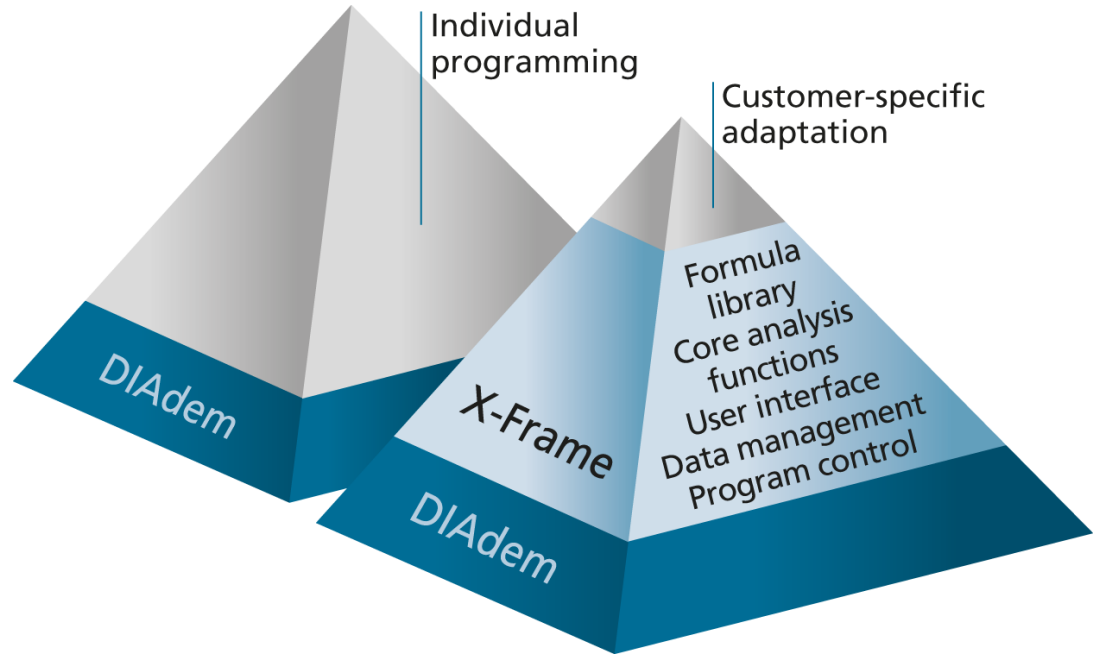 Individual
programming
Customer-specific
adaptation
DIAdem
X-Frame
DIAdem
Formula
library
Core analysis
functions
User interface
Data management
Program control